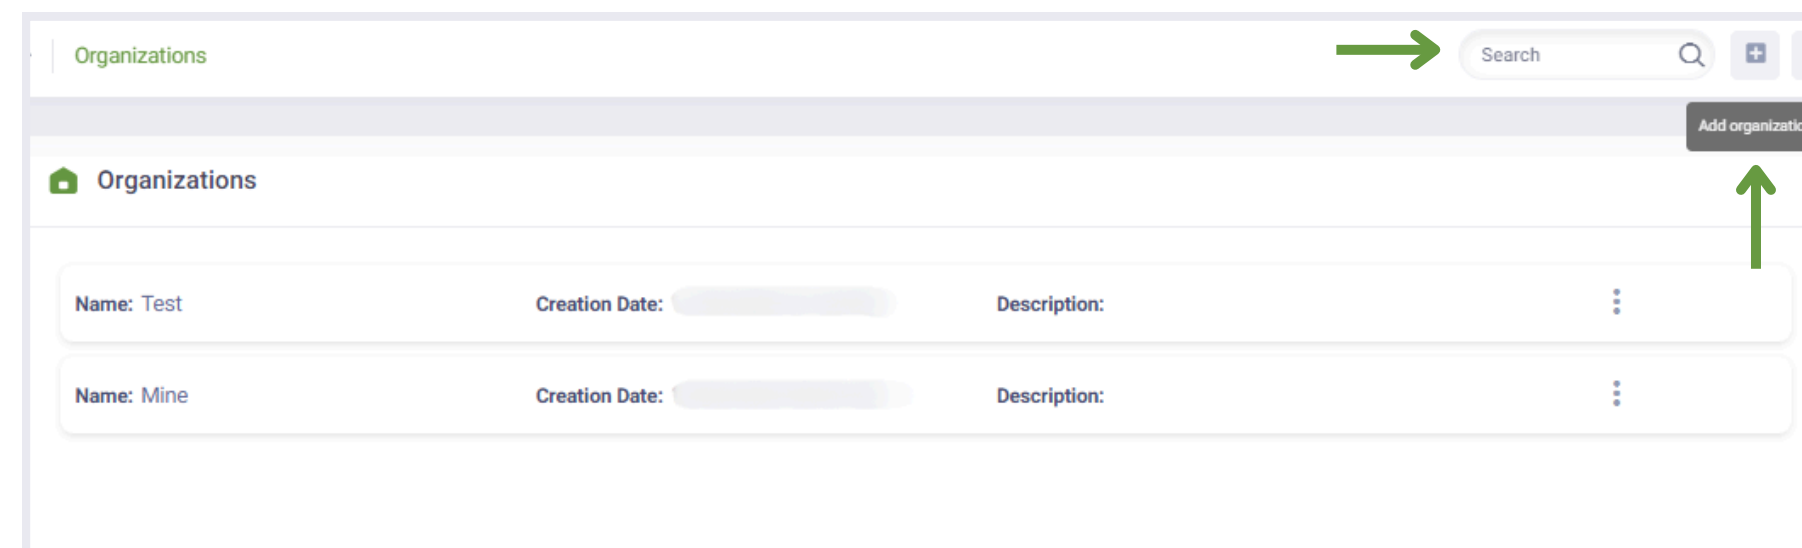 Organizations
Search
Add organizatio
Organizations
Name: Test Creation Date: Description:
Name: Mine Creation Date: Description: